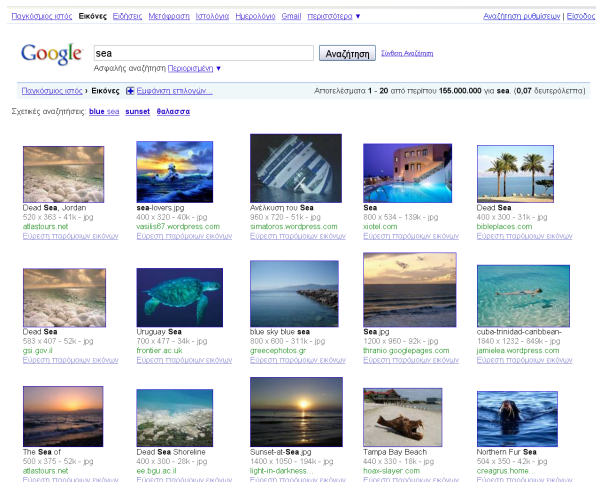 Παγκόσμιος ιστός Εικόνες Ειδήσεις Μετάφραση Ιστολόγια Ημερολόγιο Gmail περισσότερα ▼ Αναζήτηση ρυθμίσεων | Είσοδος
Google sea Αναζήτηση Σύνθετη Αναζήτηση
Ασφαλής αναζήτηση Περιορισμένη ▼
Παγκόσμιος ιστός › Εικόνες Εμφάνιση επιλογών... Αποτελέσματα 1 - 20 από περίπου 155.000.000 για sea. (0,07 δευτερόλεπτα)
Σχετικές αναζητήσεις: blue sea sunset θαλασσα
Dead Sea, Jordan sea-lovers.jpg Ανέλκυση του Sea Sea Dead Sea
520 x 363 - 41k - jpg 400 x 320 - 40k - jpg 960 x 720 - 51k - jpg 800 x 534 - 139k - jpg 400 x 300 - 31k - jpg
atlastours.net vasilis67.wordpress.com simatoros.wordpress.com xiotel.com bibleplaces.com
Εύρεση παρόμοιων εικόνων Εύρεση παρόμοιων εικόνων Εύρεση παρόμοιων εικόνων Εύρεση παρόμοιων εικόνων Εύρεση παρόμοιων εικόνων
Dead Sea Uruguay Sea blue sky blue sea Sea.jpg cuba-trinidad-caribbean-
583 x 407 - 52k - jpg 700 x 477 - 34k - jpg 800 x 600 - 311k - jpg 1200 x 960 - 92k - jpg 1840 x 1232 - 849k - jpg
gsi.gov.il frontier.ac.uk greecephotos.gr thranio.googlepages.com jamielea.wordpress.com
Εύρεση παρόμοιων εικόνων Εύρεση παρόμοιων εικόνων Εύρεση παρόμοιων εικόνων Εύρεση παρόμοιων εικόνων Εύρεση παρόμοιων εικόνων
The Sea of Dead Sea Shoreline Sunset-at-Sea.jpg Tampa Bay Beach Northern Fur Sea
500 x 375 - 52k - jpg 400 x 300 - 28k - jpg 1400 x 1050 - 194k - jpg 440 x 330 - 18k - jpg 504 x 350 - 42k - jpg
atlastours.net ee.bgu.ac.il light-in-darkness... hoax-slayer.com creagrus.home...
Εύρεση παρόμοιων εικόνων Εύρεση παρόμοιων εικόνων Εύρεση παρόμοιων εικόνων Εύρεση παρόμοιων εικόνων Εύρεση παρόμοιων εικόνων